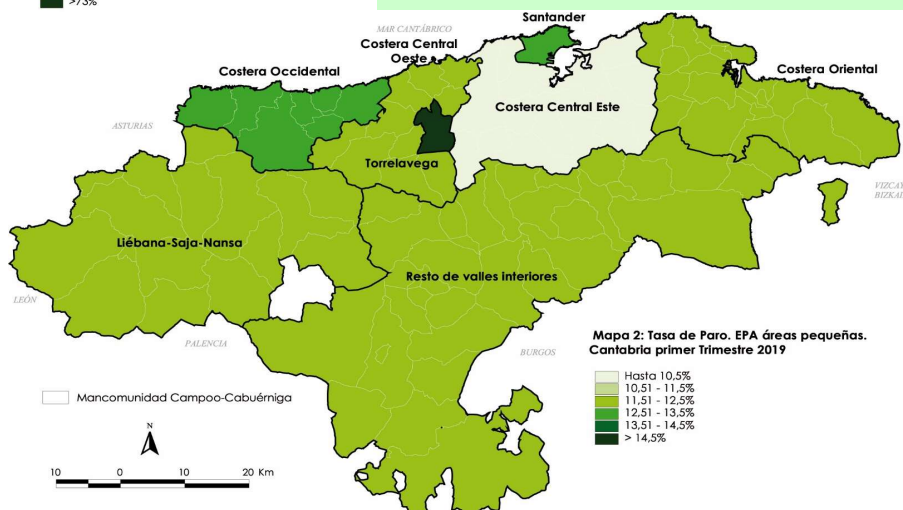 >73%
MAR CANTÁBRICO
Santander
Costera Central
Oeste
Costera Occidental
Costera Oriental
Costera Central Este
ASTURIAS
Torrelavega
VIZCAY
BIZKAI
Liébana-Saja-Nansa
Resto de valles interiores
LEÓN
PALENCIA
BURGOS
Mapa 2: Tasa de Paro. EPA áreas pequeñas.
Cantabria primer Trimestre 2019
Hasta 10,5%
10,51 - 11,5%
11,51 - 12,5%
12,51 - 13,5%
13,51 - 14,5%
> 14,5%
Mancomunidad Campoo-Cabuérniga
N
10 0 10 20 Km